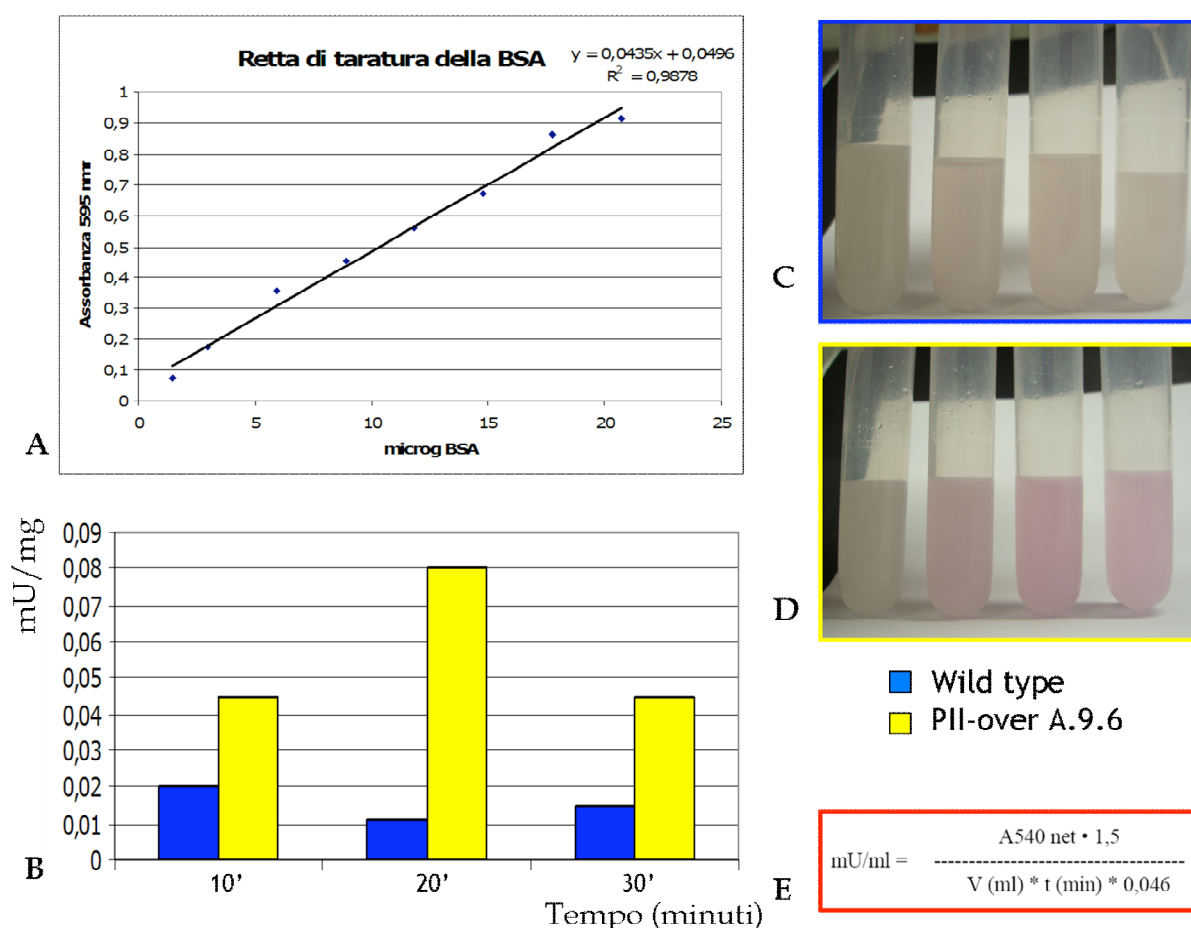 Retta di taratura della BSA
y = 0,0435x + 0,0496
R² = 0,9878
1
0,9
0,8
0,7
0,6
0,5
0,4
0,3
0,2
0,1
0
Assorbanza 595 nmr
0 5 10 15 20 25
microg BSA
A
mU/mg
0,09
0,08
0,07
0,06
0,05
0,04
0,03
0,02
0,01
0
10' 20' 30'
Tempo (minuti)
B
C
D
Wild type
PII-over A.9.6
E
A540 net • 1,5
mU/ml = ----------------------------------
V (ml) * t (min) * 0,046